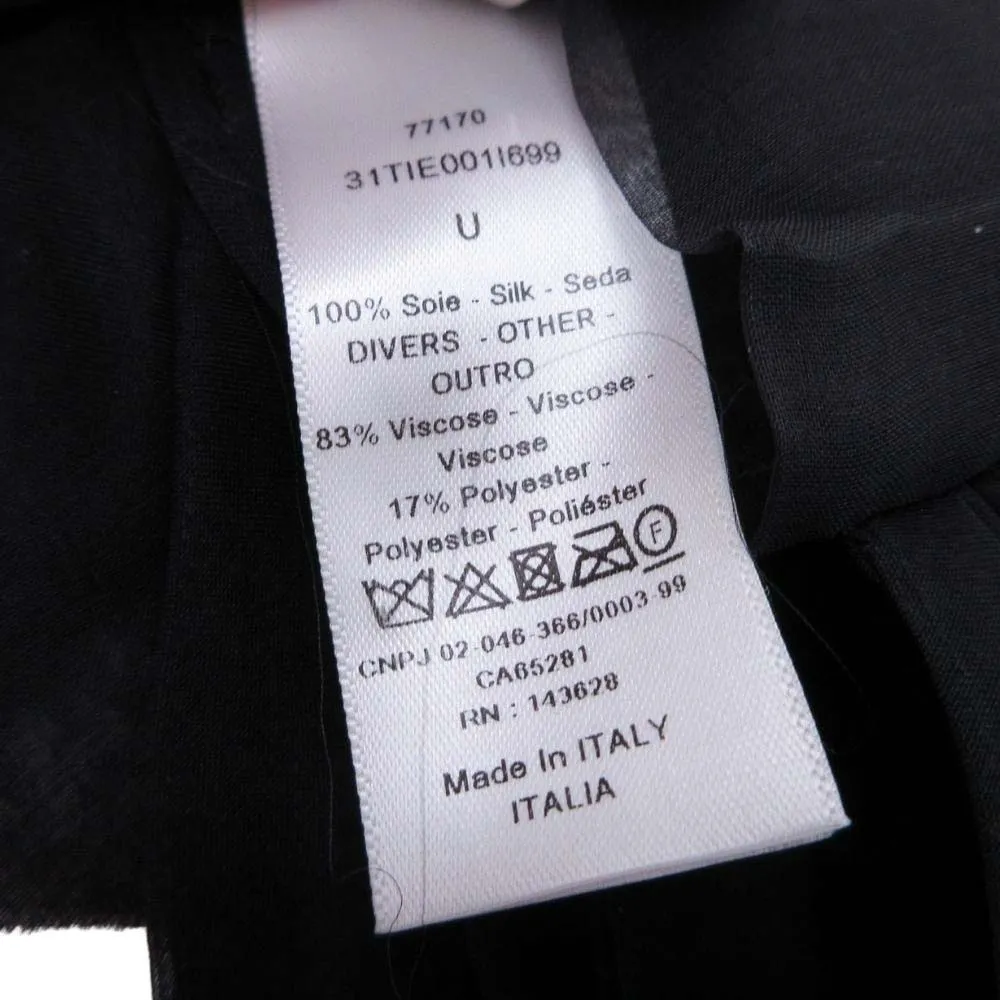 77170
31TIE001I699
U
100% Soie - Silk - Seda
DIVERS - OTHER -
OUTRO
83% Viscose - Viscose -
Viscose
17% Polyester -
Polyester - Poliéster
F
CNPJ 02-046-366/0003-99
CA65281
RN : 143628
Made In ITALY
ITALIA